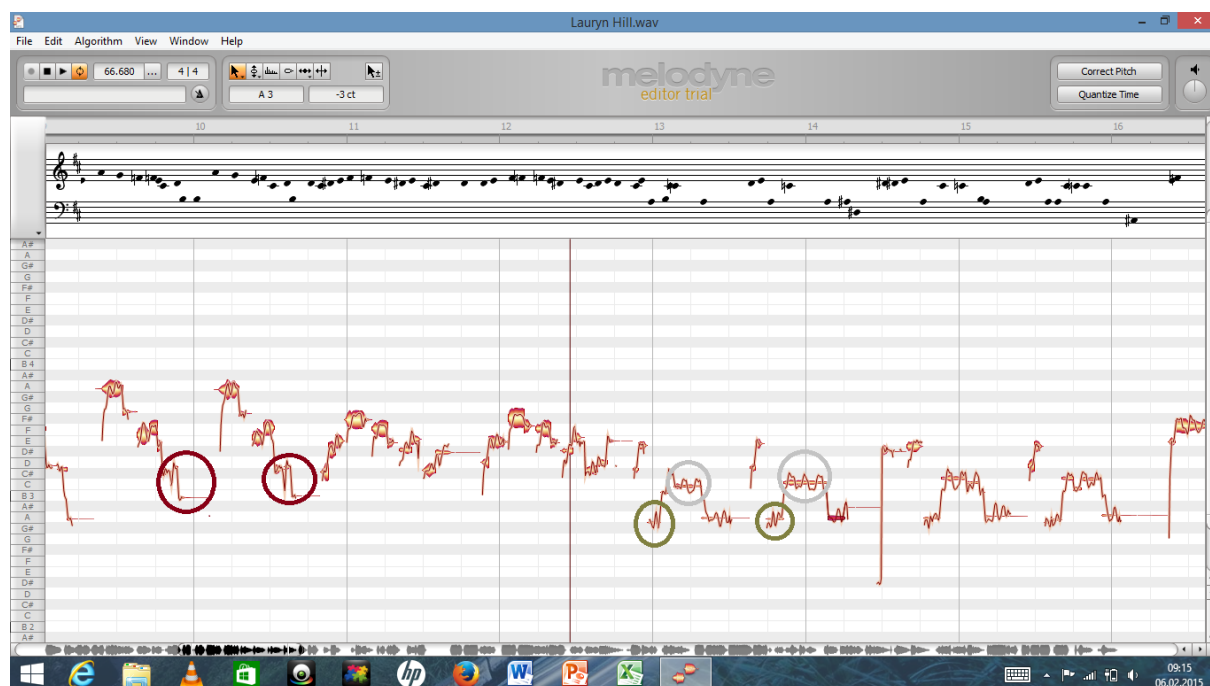 Lauryn Hill.wav
File Edit Algorithm View Window Help
66.680 ... 4|4
A 3 -3 ct
melodyne
editor trial
Correct Pitch
Quantize Time
10 11 12 13 14 15 16
A#
A
G#
G
F#
F
E
D#
D
C#
C
B 4
A#
A
G#
G
F#
F
E
D#
D
C#
C
B 3
A#
A
G#
G
F#
F
E
D#
D
C#
C
B 2
A#
09:15
06.02.2015